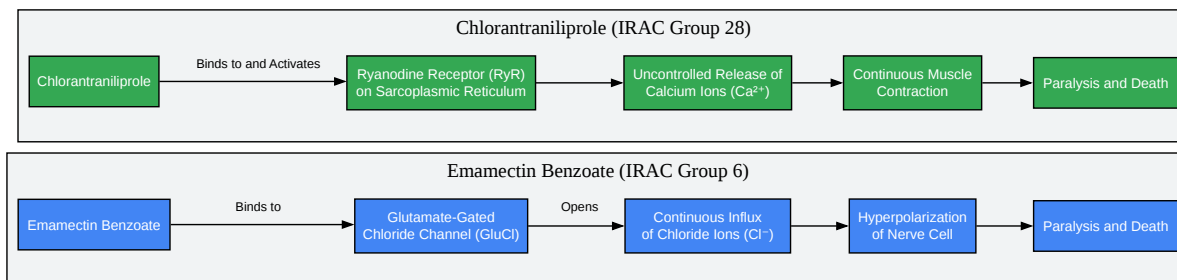 Chlorantraniliprole (IRAC Group 28)
Chlorantraniliprole
Binds to and Activates
Ryanodine Receptor (RyR)
on Sarcoplasmic Reticulum
Uncontrolled Release of
Calcium Ions (Ca²⁺)
Continuous Muscle
Contraction
Paralysis and Death
Emamectin Benzoate (IRAC Group 6)
Emamectin Benzoate
Binds to
Glutamate-Gated
Chloride Channel (GluCl)
Opens
Continuous Influx
of Chloride Ions (Cl⁻)
Hyperpolarization
of Nerve Cell
Paralysis and Death